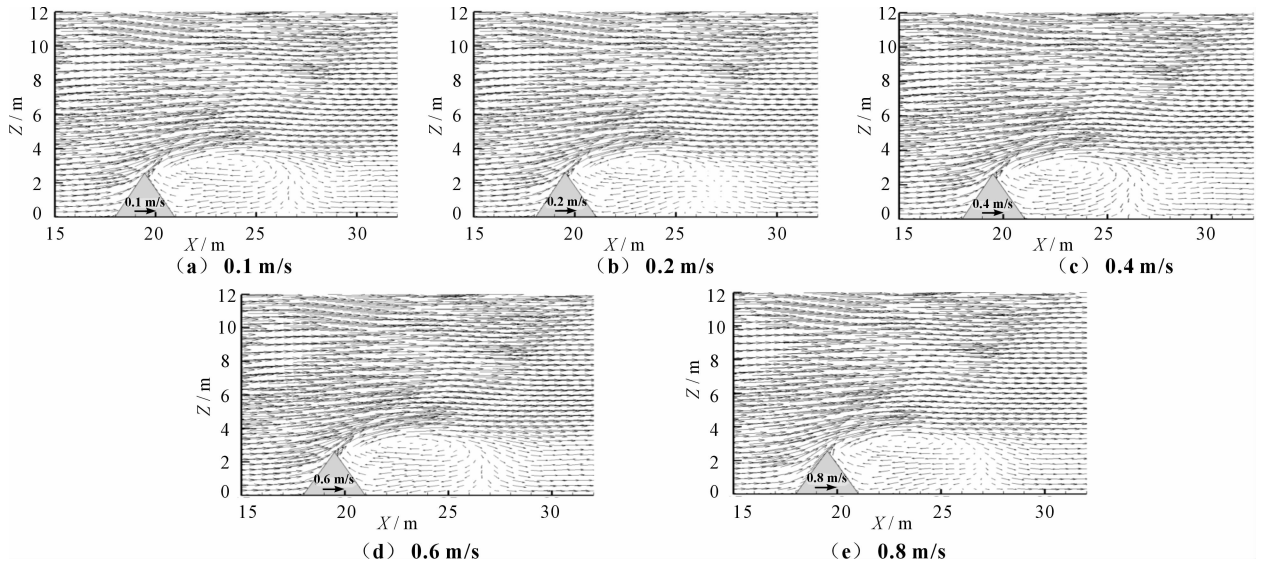 12
10
8
6
4
2
0
Z / m
0.1 m/s
15
20
25
30
X / m
（a） 0.1 m/s
12
10
8
6
4
2
0
Z / m
0.2 m/s
15
20
25
30
X / m
（b） 0.2 m/s
12
10
8
6
4
2
0
Z / m
0.4 m/s
15
20
25
30
X / m
（c） 0.4 m/s
12
10
8
6
4
2
0
Z / m
0.6 m/s
15
20
25
30
X / m
（d） 0.6 m/s
12
10
8
6
4
2
0
Z / m
0.8 m/s
15
20
25
30
X / m
（e） 0.8 m/s